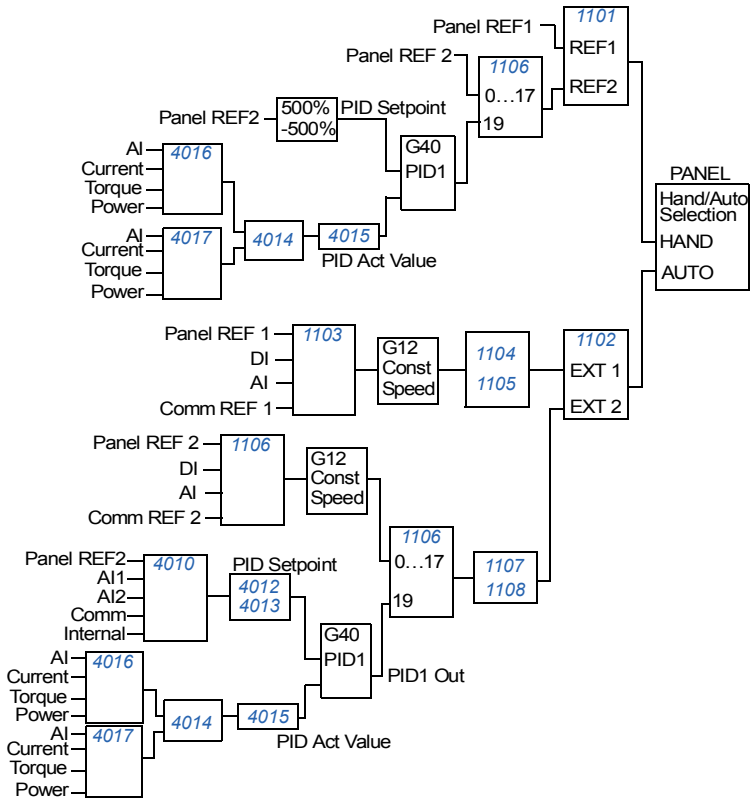 Panel REF1
1101
REF1
REF2
Panel REF 2
1106
0...17
19
Panel REF2
500%
-500%
PID Setpoint
G40
PID1
AI
Current
Torque
Power
4016
AI
Current
Torque
Power
4017
4014
4015
PID Act Value
PANEL
Hand/Auto
Selection
HAND
AUTO
Panel REF 1
DI
AI
Comm REF 1
1103
G12
Const
Speed
1104
1105
1102
EXT 1
EXT 2
Panel REF 2
DI
AI
Comm REF 2
1106
G12
Const
Speed
1106
0...17
19
1107
1108
Panel REF2
AI1
AI2
Comm
Internal
4010
PID Setpoint
4012
4013
G40
PID1
PID1 Out
AI
Current
Torque
Power
4016
AI
Current
Torque
Power
4017
4014
4015
PID Act Value